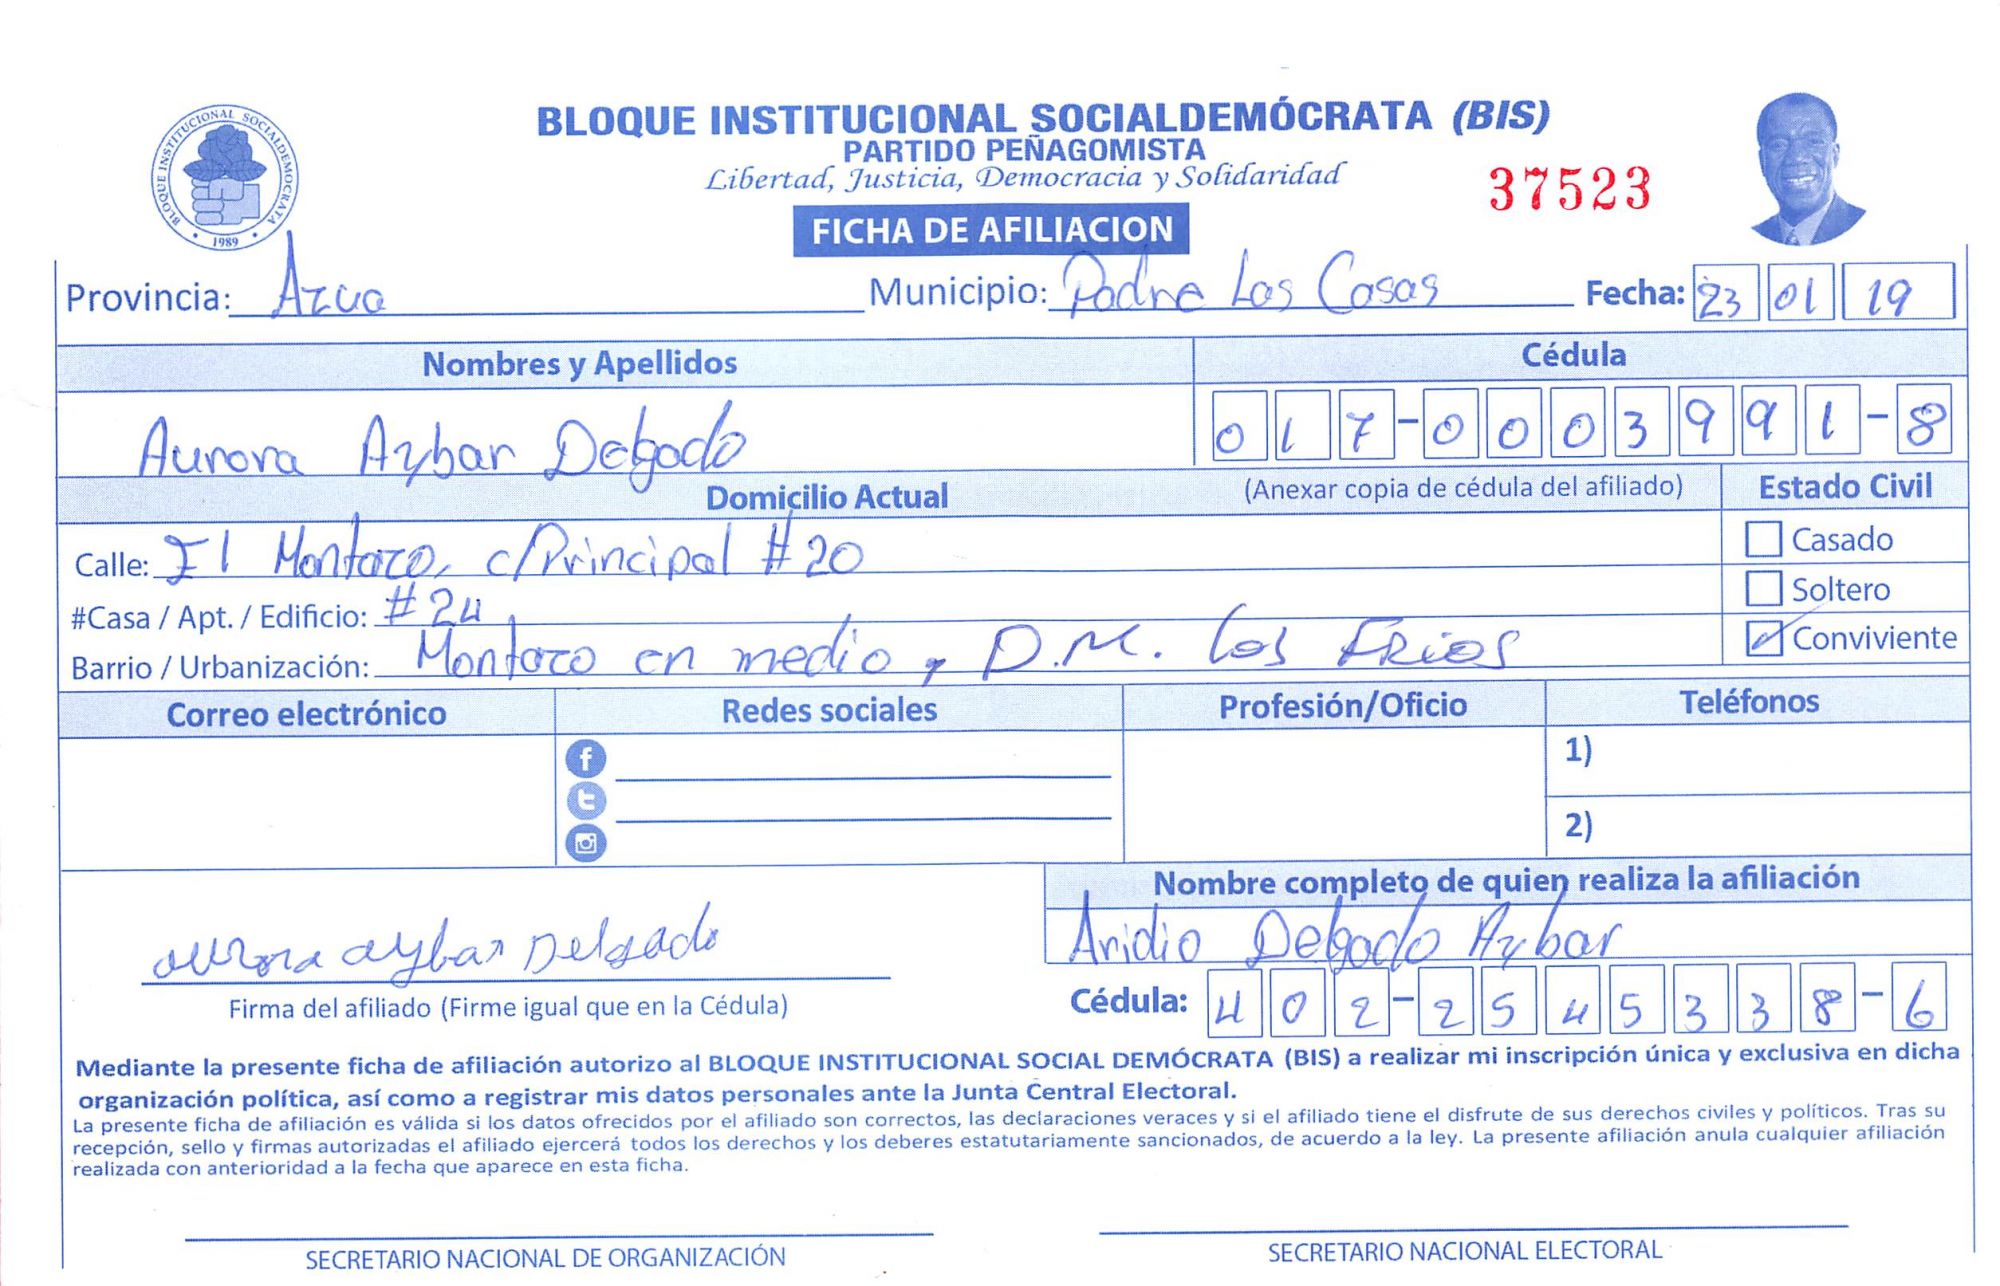 BLOQUE INSTITUCIONAL SOCIALDEMOCRATA
1989
BLOQUE INSTITUCIONAL SOCIALDEMÓCRATA (BIS)
PARTIDO PEÑAGOMISTA
Libertad, Justicia, Democracia y Solidaridad
37523
FICHA DE AFILIACION
Provincia: Azua Municipio: Padre Las Casas Fecha: 23 01 19
Nombres y Apellidos Cédula
Aurora Aybar Delgado 017-0003991-8
Domicilio Actual (Anexar copia de cédula del afiliado) Estado Civil
Calle: El Montazo, c/Principal #20 Casado
#Casa / Apt. / Edificio: #24 Soltero
Barrio / Urbanización: Montazo en medio, D.M. Las FRios Conviviente
Correo electrónico Redes sociales Profesión/Oficio Teléfonos
1)
2)
Nombre completo de quien realiza la afiliación
Aridio Delgado Aybar
aurora aybar Delgado
Firma del afiliado (Firme igual que en la Cédula) Cédula: 402-2545338-6
Mediante la presente ficha de afiliación autorizo al BLOQUE INSTITUCIONAL SOCIAL DEMÓCRATA (BIS) a realizar mi inscripción única y exclusiva en dicha
organización política, así como a registrar mis datos personales ante la Junta Central Electoral.
La presente ficha de afiliación es válida si los datos ofrecidos por el afiliado son correctos, las declaraciones veraces y si el afiliado tiene el disfrute de sus derechos civiles y políticos. Tras su
recepción, sello y firmas autorizadas el afiliado ejercerá todos los derechos y los deberes estatutariamente sancionados, de acuerdo a la ley. La presente afiliación anula cualquier afiliación
realizada con anterioridad a la fecha que aparece en esta ficha.
SECRETARIO NACIONAL DE ORGANIZACIÓN SECRETARIO NACIONAL ELECTORAL